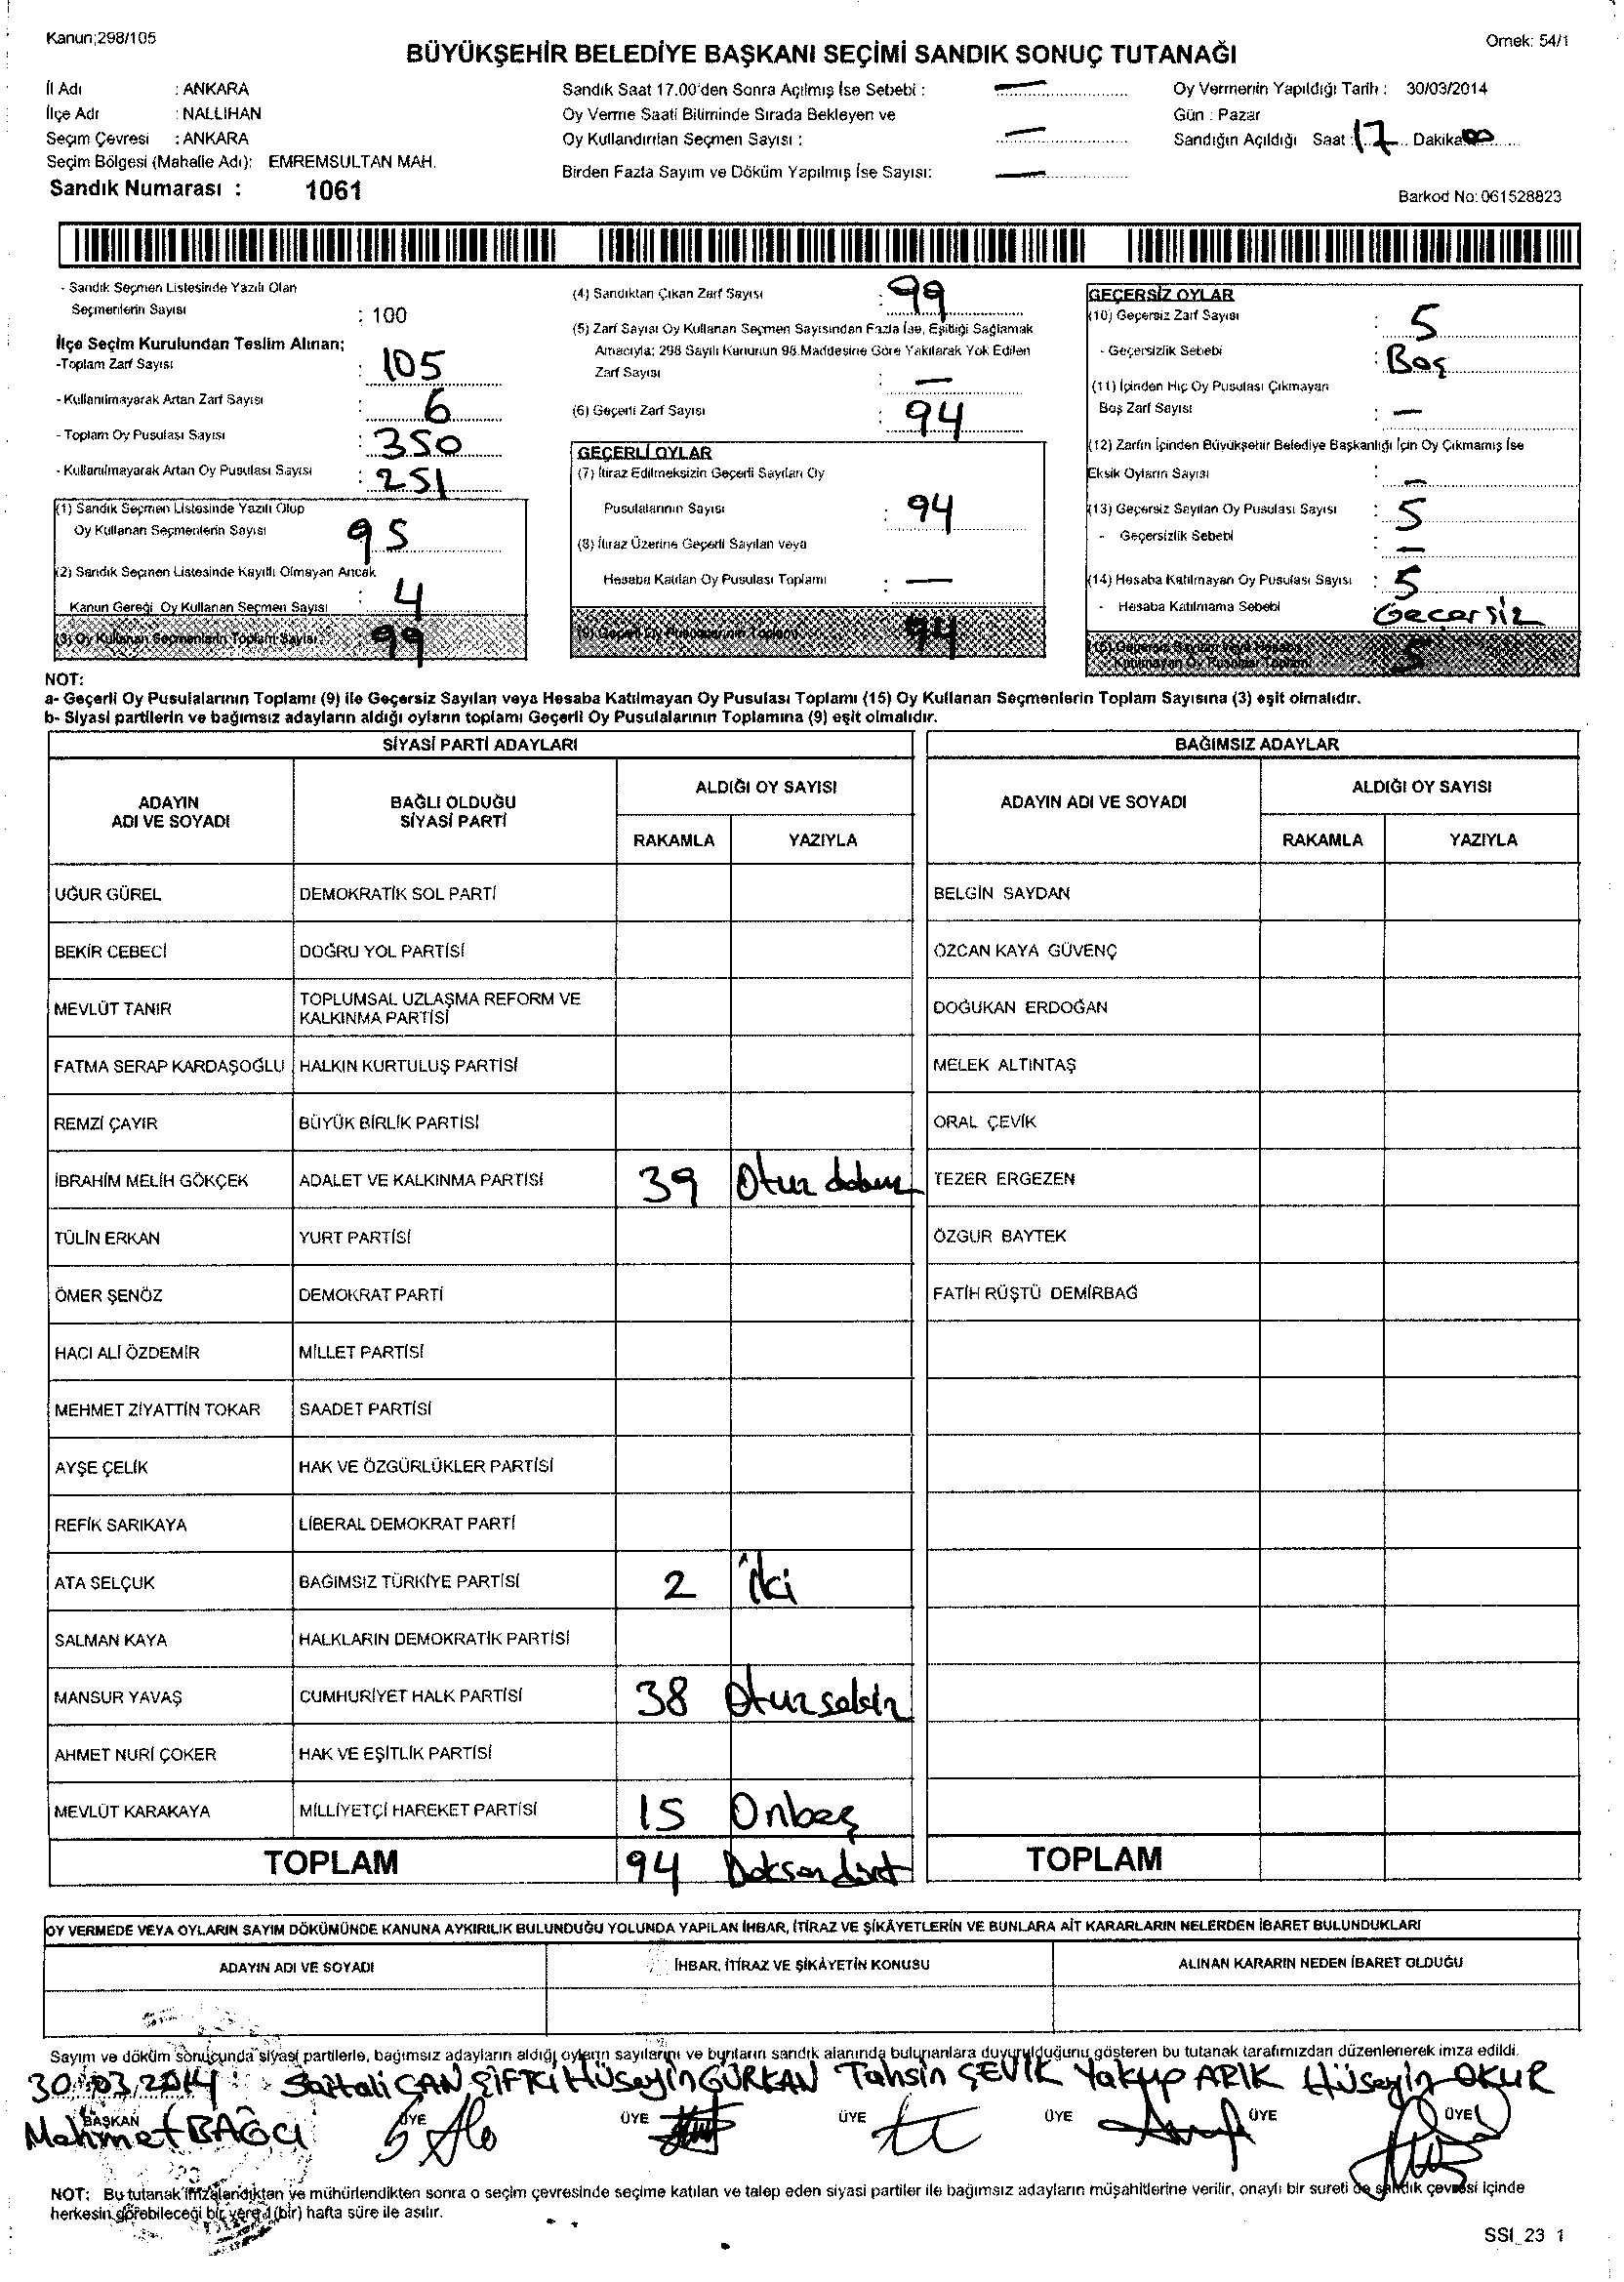 Kanun;298/105
Örnek: 54/1
BÜYÜKŞEHİR BELEDİYE BAŞKANI SEÇİMİ SANDIK SONUÇ TUTANAĞI
İl Adı : ANKARA
İlçe Adı : NALLIHAN
Seçim Çevresi : ANKARA
Seçim Bölgesi (Mahalle Adı): EMREMSULTAN MAH.
Sandık Numarası : 1061
Sandık Saat 17.00'den Sonra Açılmış İse Sebebi : —
Oy Verme Saati Bitiminde Sırada Bekleyen ve
Oy Kullandırılan Seçmen Sayısı : —
Birden Fazla Sayım ve Döküm Yapılmış İse Sayısı: —
Oy Vermenin Yapıldığı Tarih : 30/03/2014
Gün : Pazar
Sandığın Açıldığı Saat : 17 Dakika 00
Barkod No: 061528823
- Sandık Seçmen Listesinde Yazılı Olan
Seçmenlerin Sayısı : 100
İlçe Seçim Kurulundan Teslim Alınan;
-Toplam Zarf Sayısı : 105
- Kullanılmayarak Artan Zarf Sayısı : 6
- Toplam Oy Pusulası Sayısı : 350
- Kullanılmayarak Artan Oy Pusulası Sayısı : 251
(1) Sandık Seçmen Listesinde Yazılı Olup
Oy Kullanan Seçmenlerin Sayısı 95
(2) Sandık Seçmen Listesinde Kayıtlı Olmayan Ancak
Kanun Gereği Oy Kullanan Seçmen Sayısı : 4
(3) Oy Kullanan Seçmenlerin Toplam Sayısı: 99
(4) Sandıktan Çıkan Zarf Sayısı : 99
(5) Zarf Sayısı Oy Kullanan Seçmen Sayısından Fazla İse, Eşitliği Sağlamak
Amacıyla; 298 Sayılı Kanunun 98.Maddesine Göre Yakılarak Yok Edilen
Zarf Sayısı : —
(6) Geçerli Zarf Sayısı : 94
GEÇERLİ OYLAR
(7) İtiraz Edilmeksizin Geçerli Sayılan Oy
Pusulalarının Sayısı : 94
(8) İtiraz Üzerine Geçerli Sayılan veya
Hesaba Katılan Oy Pusulası Toplamı : —
(9) Geçerli Oy Pusulalarının Toplamı 94
GEÇERSİZ OYLAR
(10) Geçersiz Zarf Sayısı : 5
- Geçersizlik Sebebi : Boş
(11) İçinden Hiç Oy Pusulası Çıkmayan
Boş Zarf Sayısı : —
(12) Zarfın İçinden Büyükşehir Belediye Başkanlığı İçin Oy Çıkmamış İse
Eksik Oyların Sayısı : —
(13) Geçersiz Sayılan Oy Pusulası Sayısı : 5
- Geçersizlik Sebebi : —
(14) Hesaba Katılmayan Oy Pusulası Sayısı : 5
- Hesaba Katılmama Sebebi Gecersiz
(15) Geçersiz Sayılan veya Hesaba
Katılmayan Oy Pusulası Toplamı 5
NOT:
a- Geçerli Oy Pusulalarının Toplamı (9) ile Geçersiz Sayılan veya Hesaba Katılmayan Oy Pusulası Toplamı (15) Oy Kullanan Seçmenlerin Toplam Sayısına (3) eşit olmalıdır.
b- Siyasi partilerin ve bağımsız adayların aldığı oyların toplamı Geçerli Oy Pusulalarının Toplamına (9) eşit olmalıdır.
SİYASİ PARTİ ADAYLARI
ADAYIN ADI VE SOYADI BAĞLI OLDUĞU SİYASİ PARTİ ALDIĞI OY SAYISI
RAKAMLA YAZIYLA
UĞUR GÜREL DEMOKRATİK SOL PARTİ
BEKİR CEBECİ DOĞRU YOL PARTİSİ
MEVLÜT TANIR TOPLUMSAL UZLAŞMA REFORM VE KALKINMA PARTİSİ
FATMA SERAP KARDAŞOĞLU HALKIN KURTULUŞ PARTİSİ
REMZİ ÇAYIR BÜYÜK BİRLİK PARTİSİ
İBRAHİM MELİH GÖKÇEK ADALET VE KALKINMA PARTİSİ 39 Otuz dokuz
TÜLİN ERKAN YURT PARTİSİ
ÖMER ŞENÖZ DEMOKRAT PARTİ
HACI ALİ ÖZDEMİR MİLLET PARTİSİ
MEHMET ZİYATTİN TOKAR SAADET PARTİSİ
AYŞE ÇELİK HAK VE ÖZGÜRLÜKLER PARTİSİ
REFİK SARIKAYA LİBERAL DEMOKRAT PARTİ
ATA SELÇUK BAĞIMSIZ TÜRKİYE PARTİSİ 2 İki
SALMAN KAYA HALKLARIN DEMOKRATİK PARTİSİ
MANSUR YAVAŞ CUMHURİYET HALK PARTİSİ 38 Otuzsekiz
AHMET NURİ ÇOKER HAK VE EŞİTLİK PARTİSİ
MEVLÜT KARAKAYA MİLLİYETÇİ HAREKET PARTİSİ 15 Onbeş
TOPLAM 94 Doksan dört
BAĞIMSIZ ADAYLAR
ADAYIN ADI VE SOYADI ALDIĞI OY SAYISI
RAKAMLA YAZIYLA
BELGİN SAYDAN
ÖZCAN KAYA GÜVENÇ
DOĞUKAN ERDOĞAN
MELEK ALTINTAŞ
ORAL ÇEVİK
TEZER ERGEZEN
ÖZGÜR BAYTEK
FATİH RÜŞTÜ DEMİRBAĞ
TOPLAM
OY VERMEDE VEYA OYLARIN SAYIM DÖKÜMÜNDE KANUNA AYKIRILIK BULUNDUĞU YOLUNDA YAPILAN İHBAR, İTİRAZ VE ŞİKÂYETLERİN VE BUNLARA AİT KARARLARIN NELERDEN İBARET BULUNDUKLARI
ADAYIN ADI VE SOYADI İHBAR, İTİRAZ VE ŞİKÂYETİN KONUSU ALINAN KARARIN NEDEN İBARET OLDUĞU
Sayım ve döküm sonucunda siyasi partilerle, bağımsız adayların aldığı oyların sayılarını ve bunların sandık alanında bulunanlara duyurulduğunu gösteren bu tutanak tarafımızdan düzenlenerek imza edildi.
30.03.2014 ÇİFTCİ Hüseyin GÜRKAN Tahsin ÇEVİK Yakup ARIK Hüseyin OKUR
BAŞKAN ÜYE ÜYE ÜYE ÜYE ÜYE ÜYE
Mehmet BAĞCI
NOT: Bu tutanak imzalandıktan ve mühürlendikten sonra o seçim çevresinde seçime katılan ve talep eden siyasi partiler ile bağımsız adayların müşahitlerine verilir, onaylı bir sureti de sandık çevresi içinde
herkesin görebileceği bir yere 1 (bir) hafta süre ile asılır.
SSI_23 1